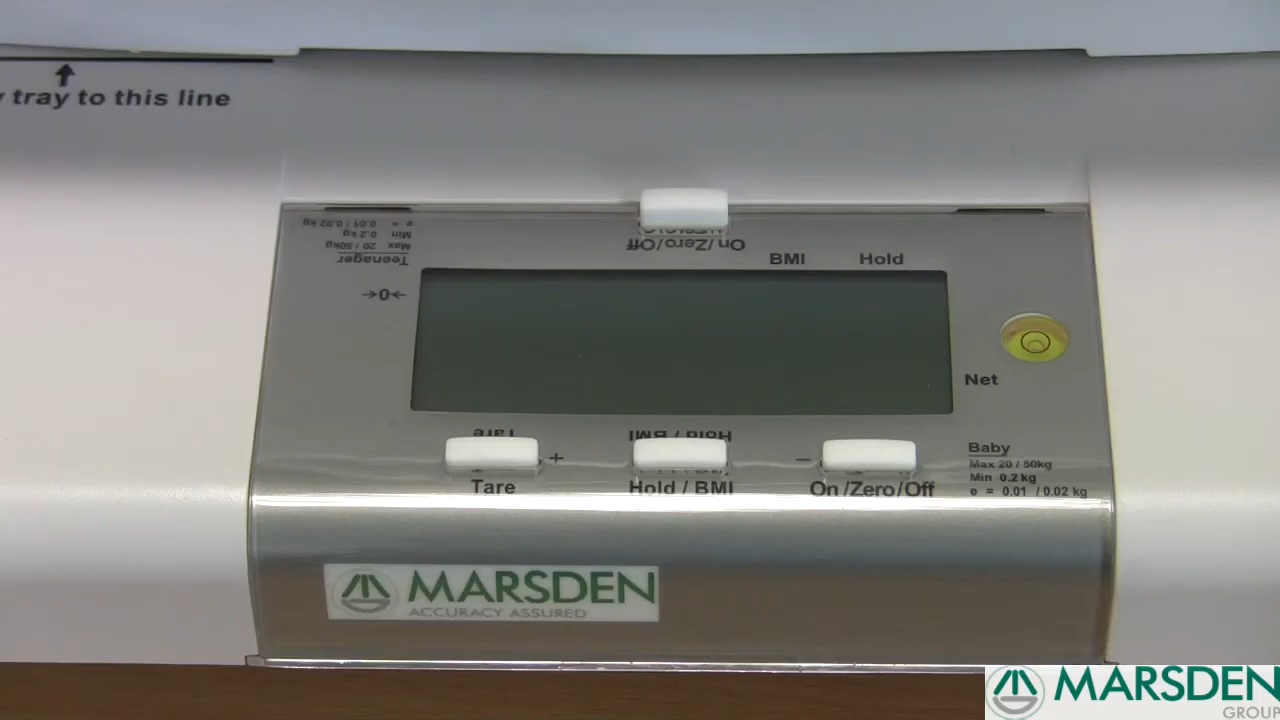 tray to this line
e = 0.01 / 0.02 kg
Min 0.2 kg
Max 20 / 50kg
Teenager
On/Zero/Off
BMI Hold
→0←
Net
Tare Hold / BMI
+ −
Tare Hold / BMI On/Zero/Off
Baby
Max 20 / 50kg
Min 0.2 kg
e = 0.01 / 0.02 kg
MARSDEN
ACCURACY ASSURED
MARSDEN
GROUP